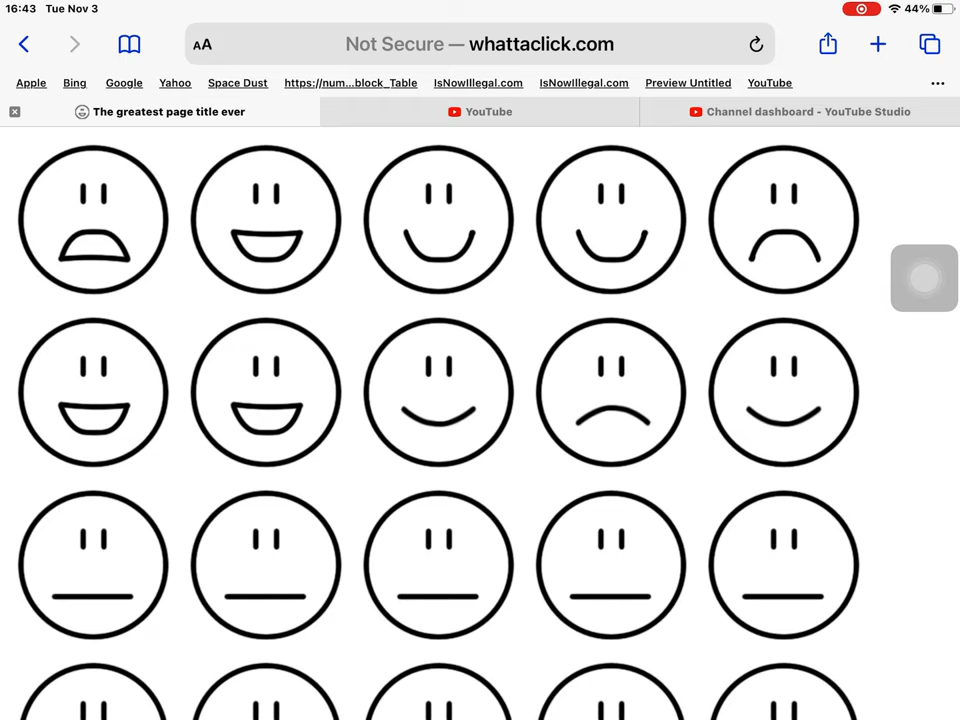 16:43 Tue Nov 3 44%
AA Not Secure — whattaclick.com
Apple Bing Google Yahoo Space Dust https://num...block_Table IsNowIllegal.com IsNowIllegal.com Preview Untitled YouTube
The greatest page title ever YouTube Channel dashboard - YouTube Studio